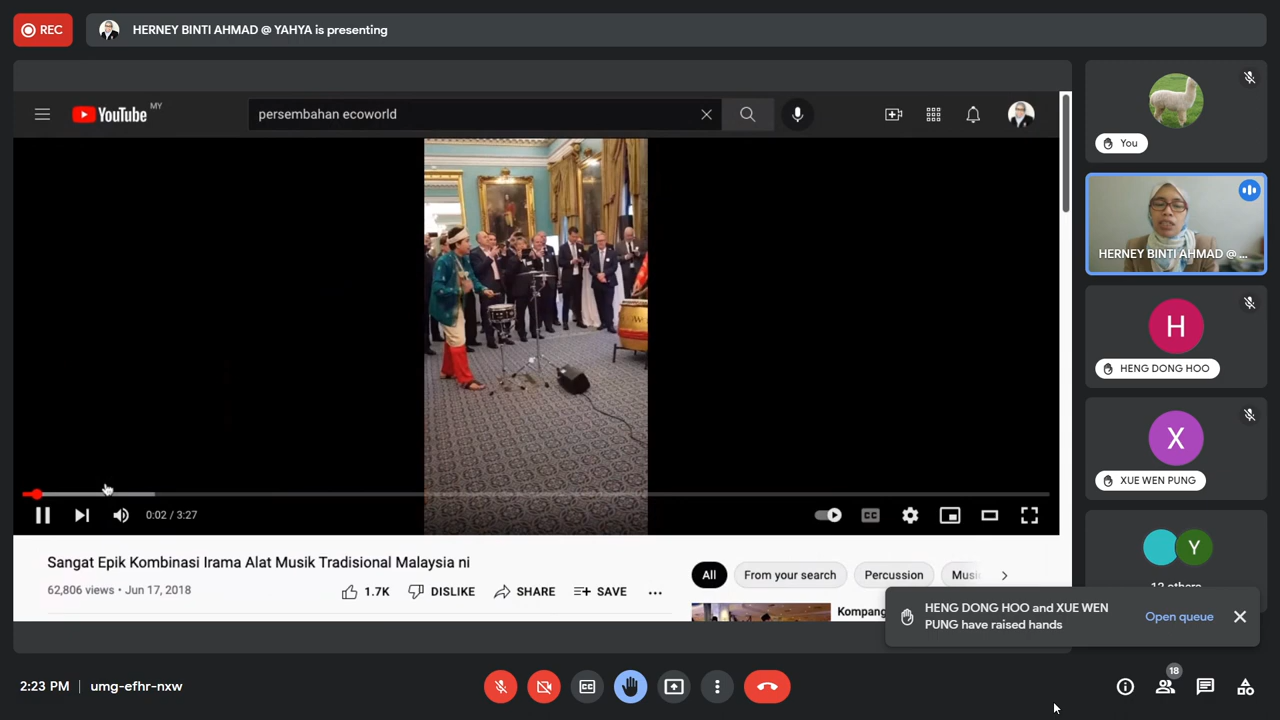 REC
HERNEY BINTI AHMAD @ YAHYA is presenting
YouTube MY
persembahan ecoworld
You
HERNEY BINTI AHMAD @ ...
HENG DONG HOO
XUE WEN PUNG
0:02 / 3:27
CC
Sangat Epik Kombinasi Irama Alat Musik Tradisional Malaysia ni
62,806 views • Jun 17, 2018
1.7K
DISLIKE
SHARE
SAVE
All
From your search
Percussion
Musi
Kompang
H
X
Y
12 others
HENG DONG HOO and XUE WEN
PUNG have raised hands
Open queue
2:23 PM | umg-efhr-nxw
18